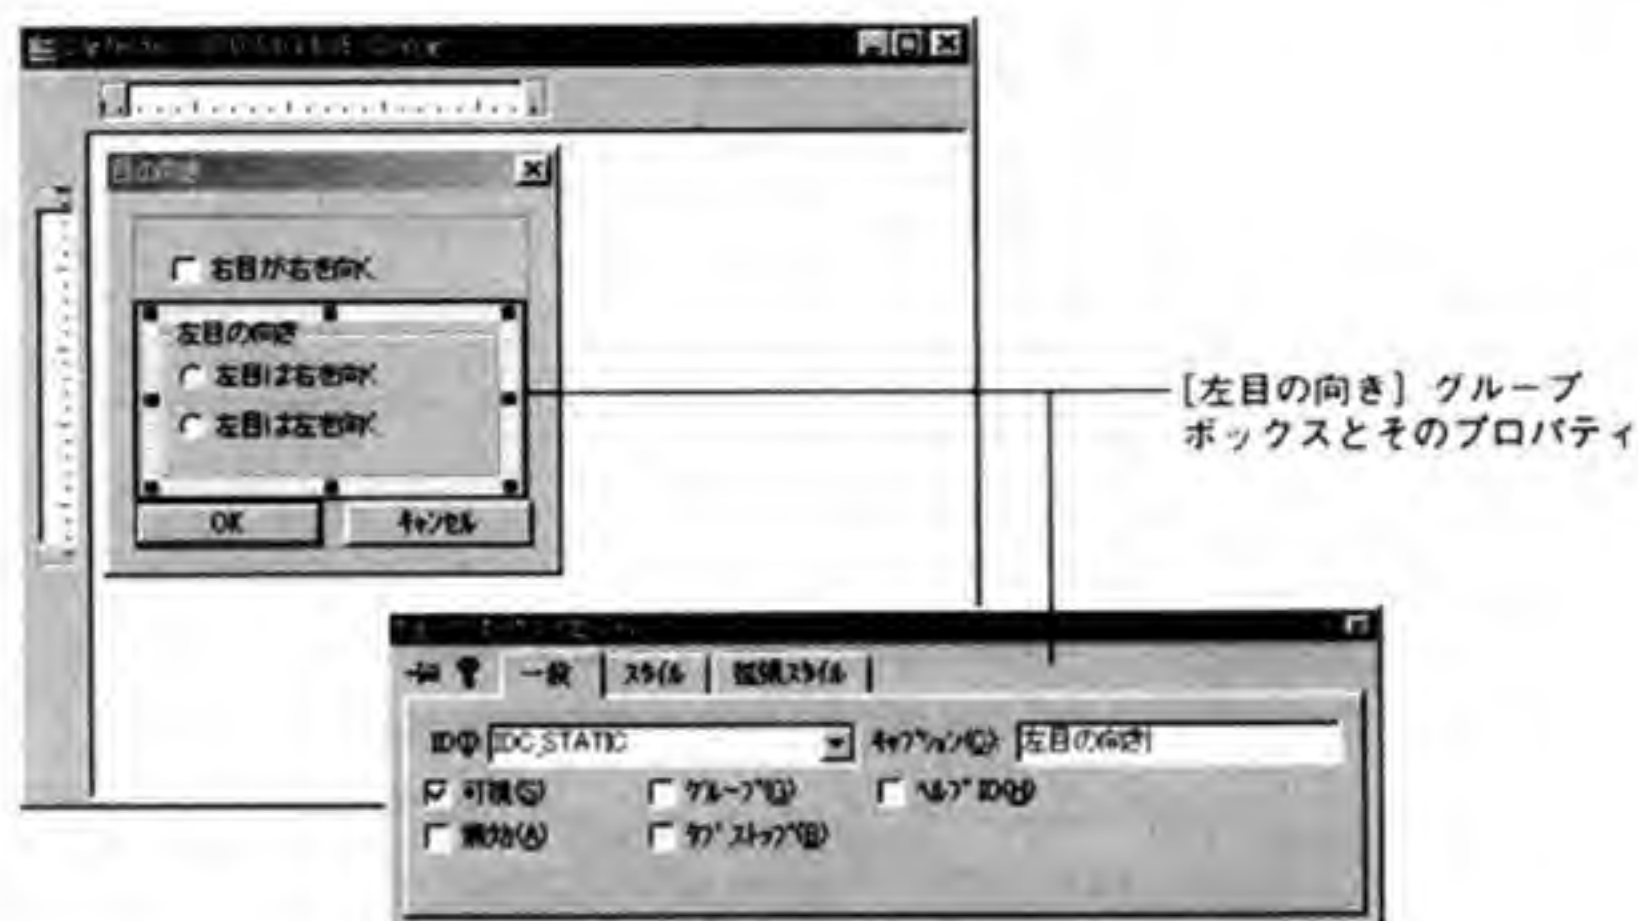 目の向き
右目が右を向く
左目の向き
左目は右を向く
左目は左を向く
OK
キャンセル
[左目の向き] グループ
ボックスとそのプロパティ
一般
スタイル
拡張スタイル
ID(I):
IDC_STATIC
キャプション(C):
左目の向き
可視(S)
グループ(G)
ヘルプ ID(H)
無効(A)
タブ ストップ(B)